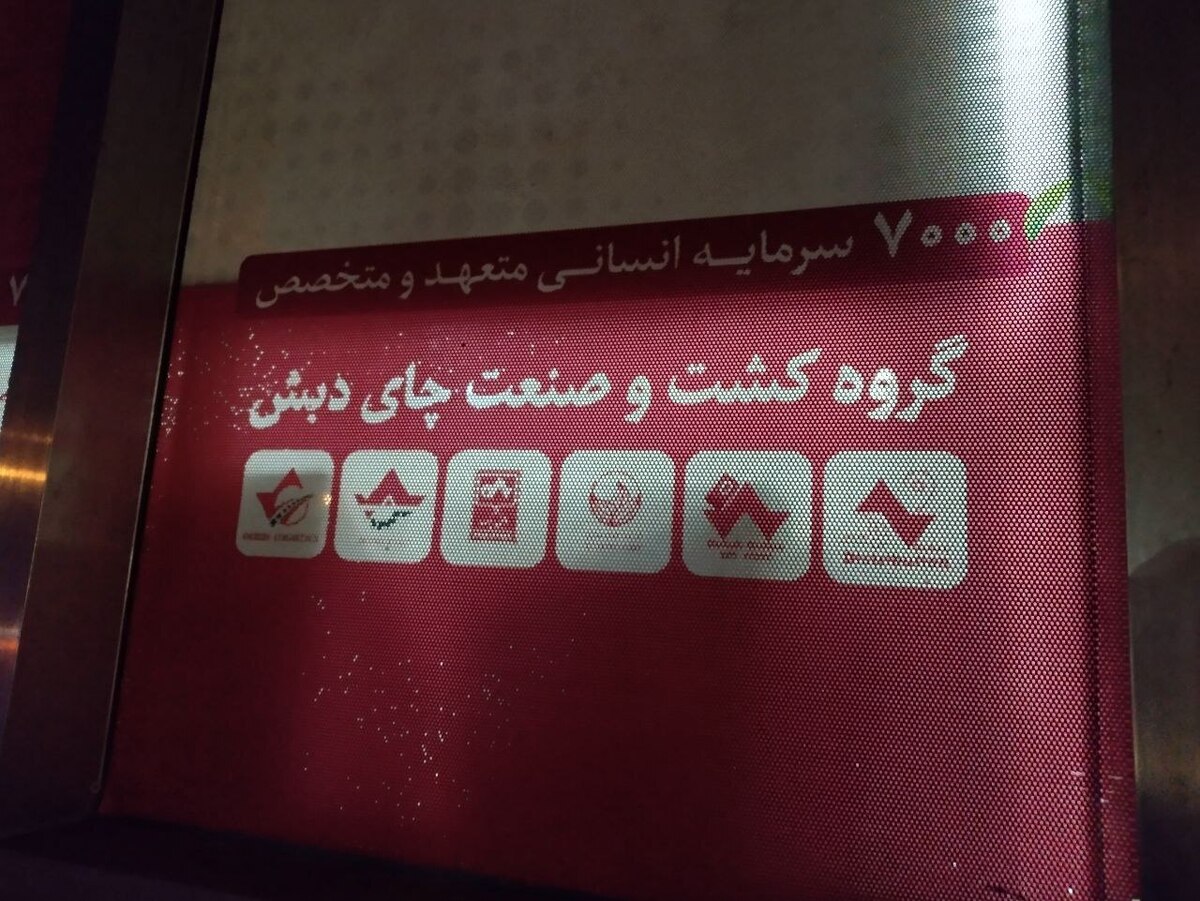 ۷۰۰۰ سرمایه انسانی متعهد و متخصص
گروه کشت و صنعت چای دبش